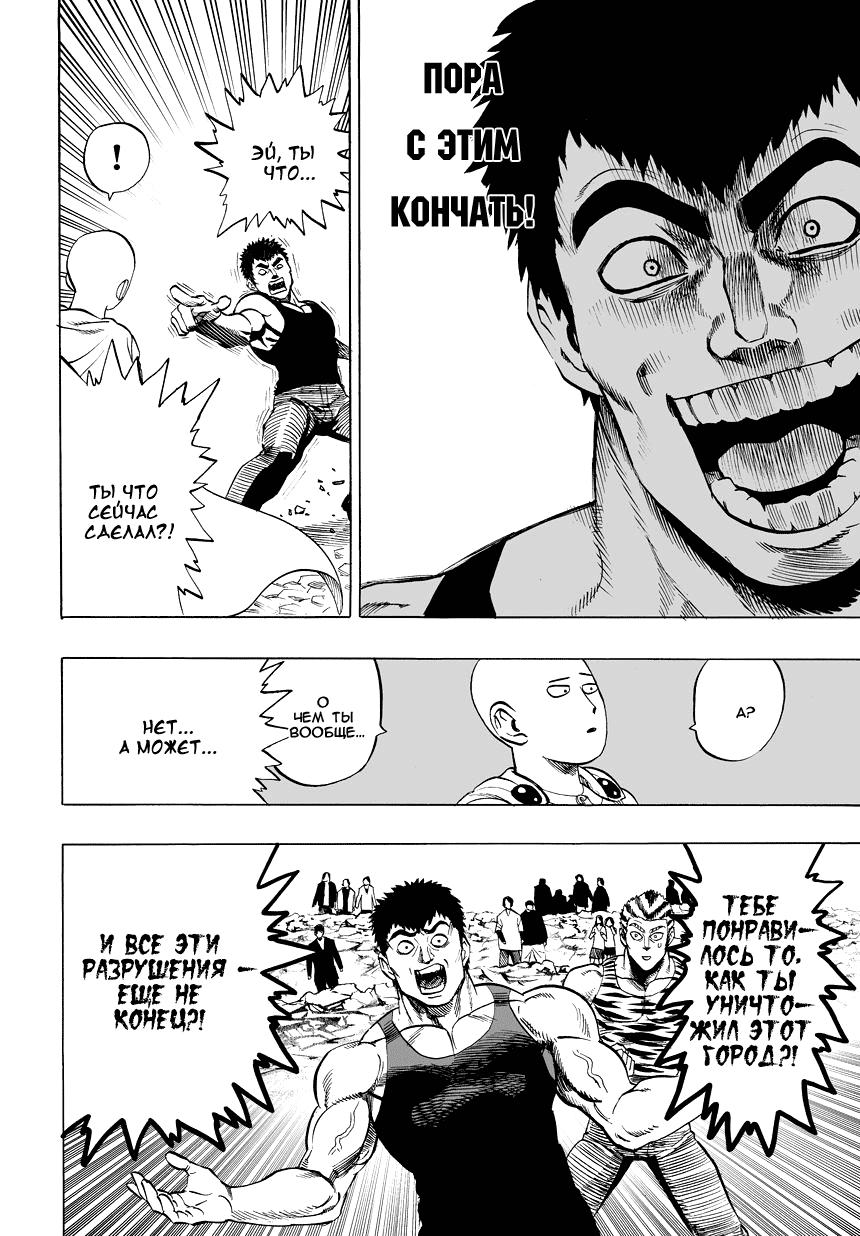 ПОРА
С ЭТИМ
КОНЧАТЬ!
ЭЙ, ТЫ
ЧТО...
!
ТЫ ЧТО
СЕЙЧАС
СДЕЛАЛ?!
А?
О
ЧЕМ ТЫ
ВООБЩЕ...
НЕТ...
А МОЖЕТ...
ТЕБЕ
ПОНРАВИ-
ЛОСЬ ТО,
КАК ТЫ
УНИЧТО-
ЖИЛ ЭТОТ
ГОРОД?!
И ВСЕ ЭТИ
РАЗРУШЕНИЯ -
ЕЩЕ НЕ
КОНЕЦ?!